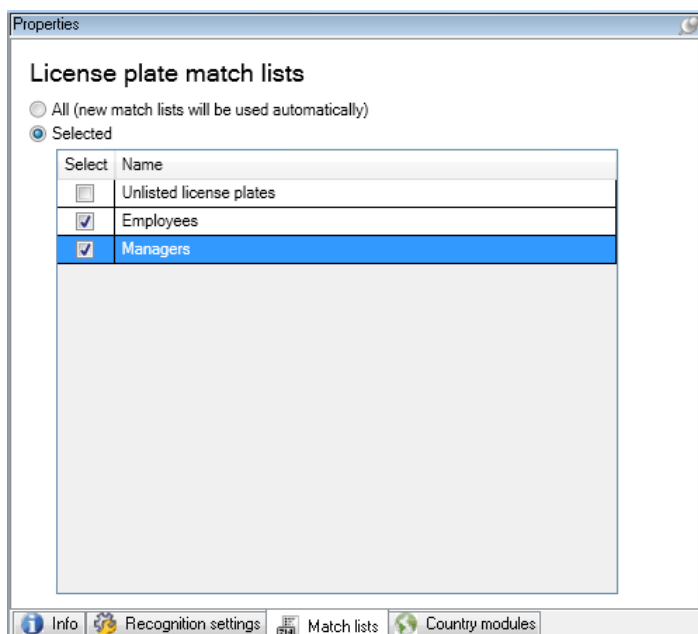 Properties
License plate match lists
All (new match lists will be used automatically)
Selected
Select Name
Unlisted license plates
Employees
Managers
Info Recognition settings Match lists Country modules